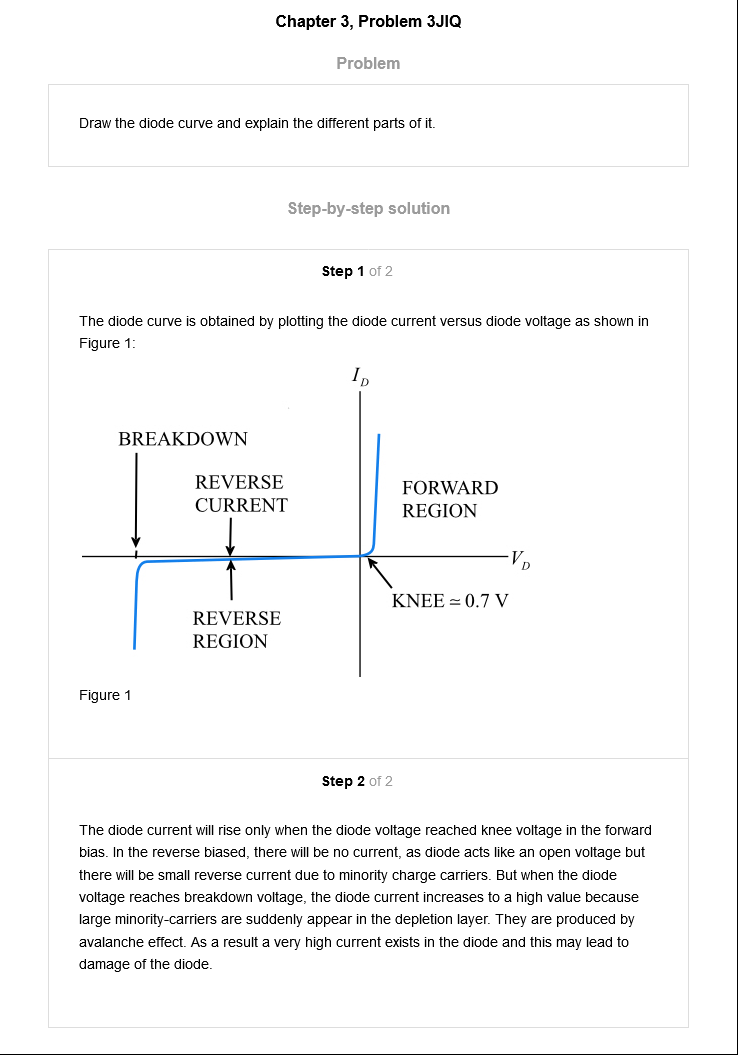 Chapter 3, Problem 3JIQ
Problem
Draw the diode curve and explain the different parts of it.
Step-by-step solution
Step 1 of 2
The diode curve is obtained by plotting the diode current versus diode voltage as shown in
Figure 1:
I_D
BREAKDOWN
REVERSE
CURRENT
FORWARD
REGION
V_D
KNEE ≃ 0.7 V
REVERSE
REGION
Figure 1
Step 2 of 2
The diode current will rise only when the diode voltage reached knee voltage in the forward
bias. In the reverse biased, there will be no current, as diode acts like an open voltage but
there will be small reverse current due to minority charge carriers. But when the diode
voltage reaches breakdown voltage, the diode current increases to a high value because
large minority-carriers are suddenly appear in the depletion layer. They are produced by
avalanche effect. As a result a very high current exists in the diode and this may lead to
damage of the diode.